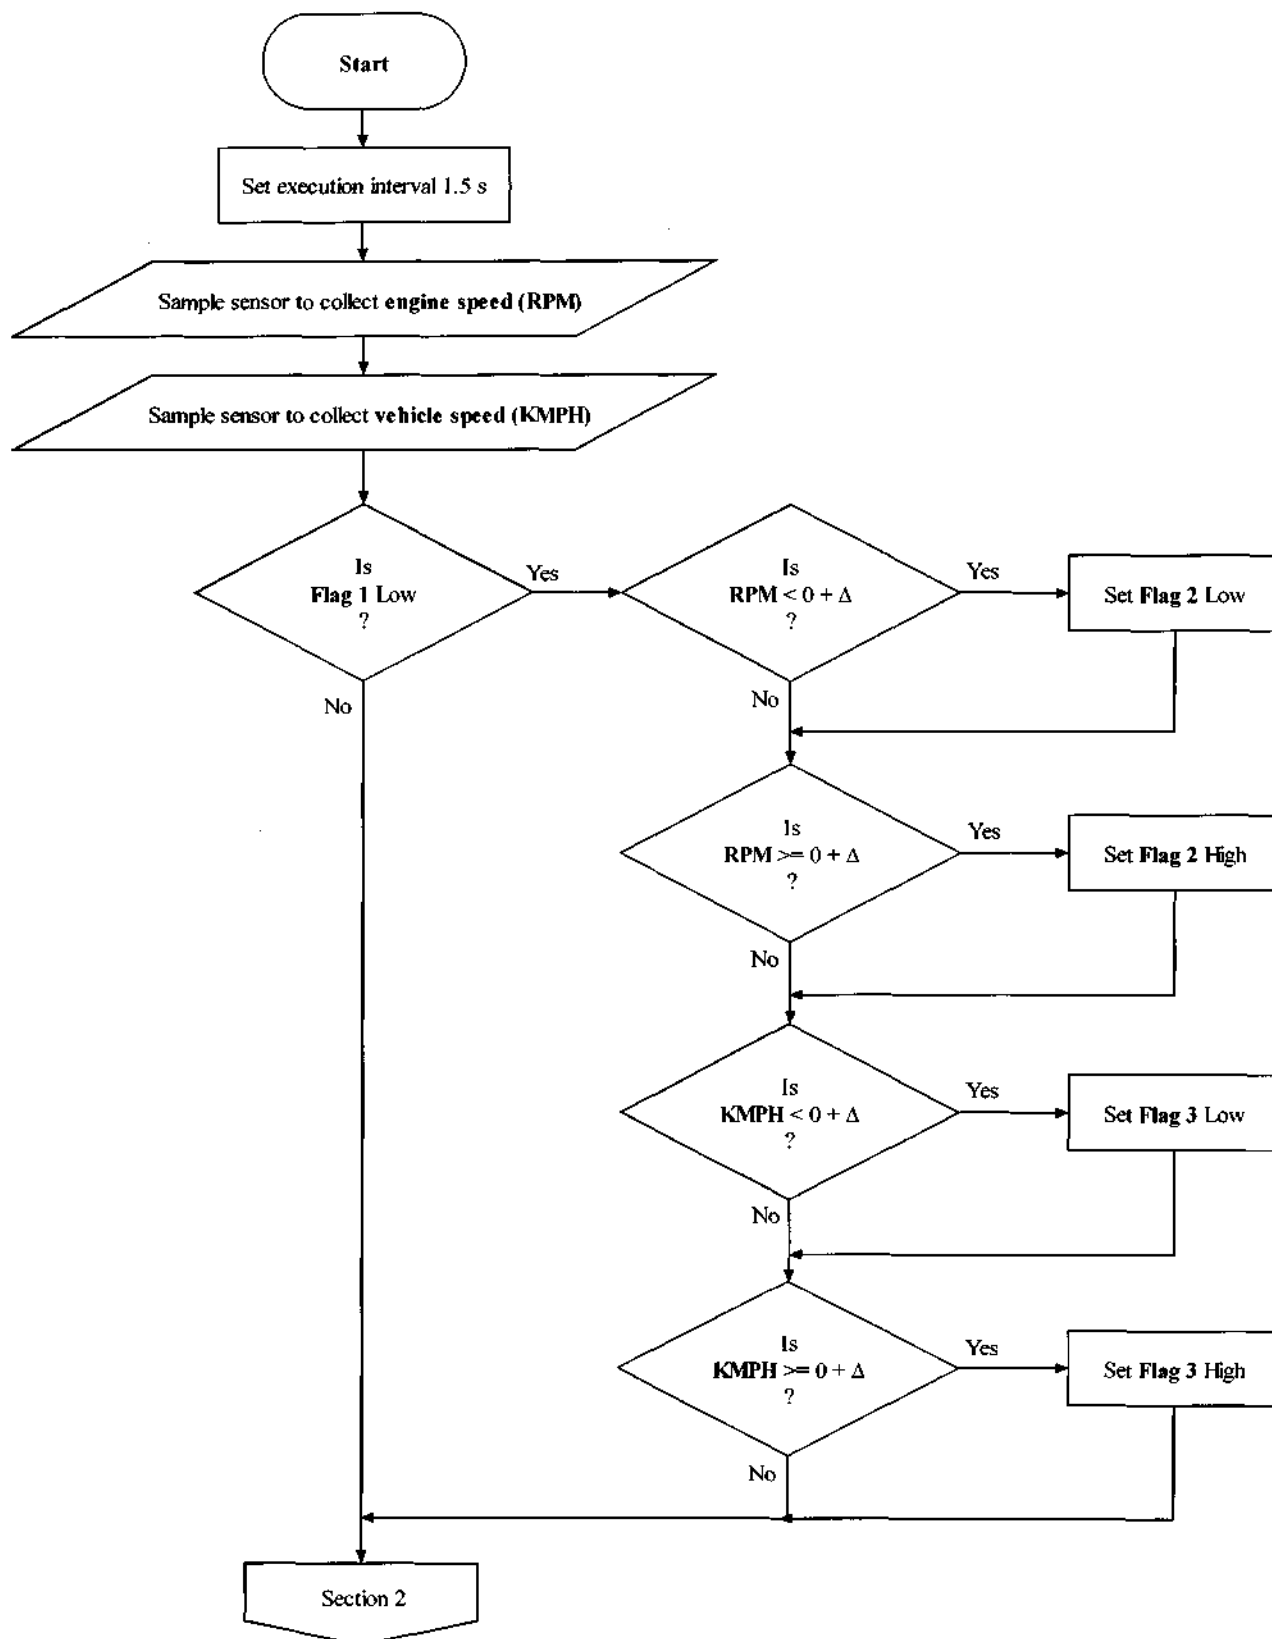 Start
Set execution interval 1.5 s
Sample sensor to collect engine speed (RPM)
Sample sensor to collect vehicle speed (KMPH)
Is
Flag 1 Low
?
Yes
No
Is
RPM < 0 + Δ
?
Yes
Set Flag 2 Low
No
Is
RPM >= 0 + Δ
?
Yes
Set Flag 2 High
No
Is
KMPH < 0 + Δ
?
Yes
Set Flag 3 Low
No
Is
KMPH >= 0 + Δ
?
Yes
Set Flag 3 High
No
Section 2